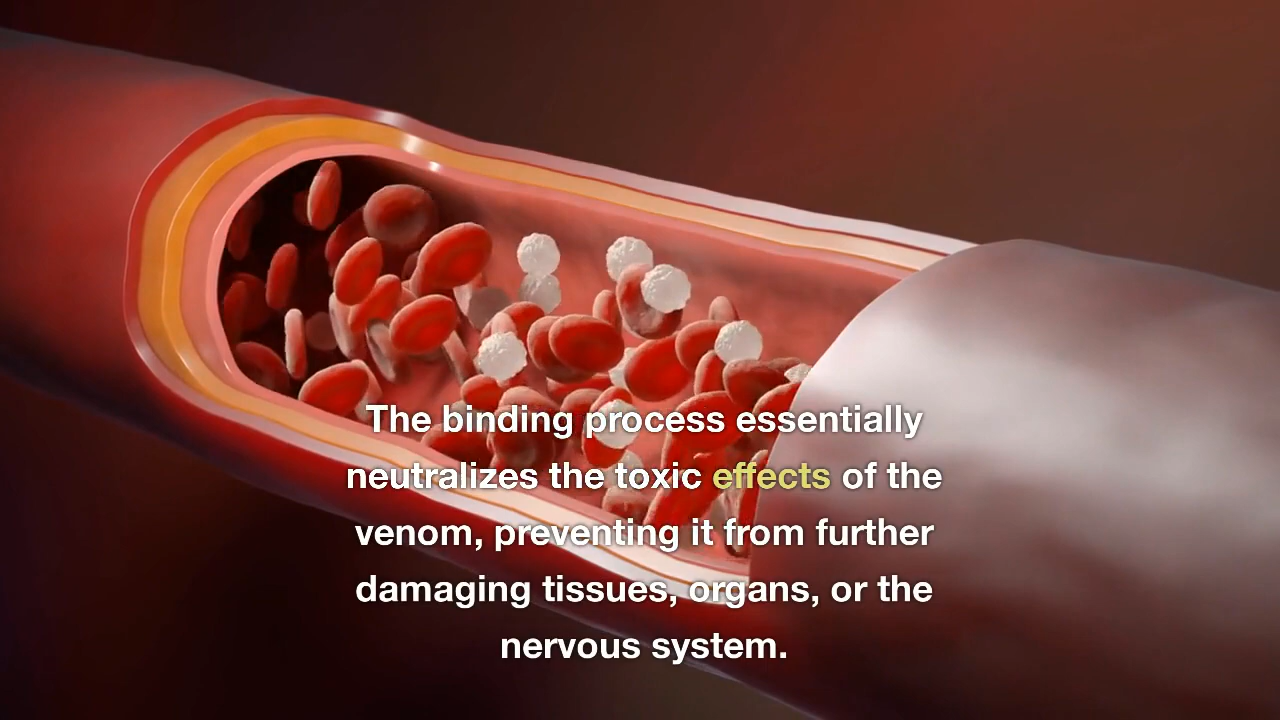 The binding process essentially
neutralizes the toxic effects of the
venom, preventing it from further
damaging tissues, organs, or the
nervous system.